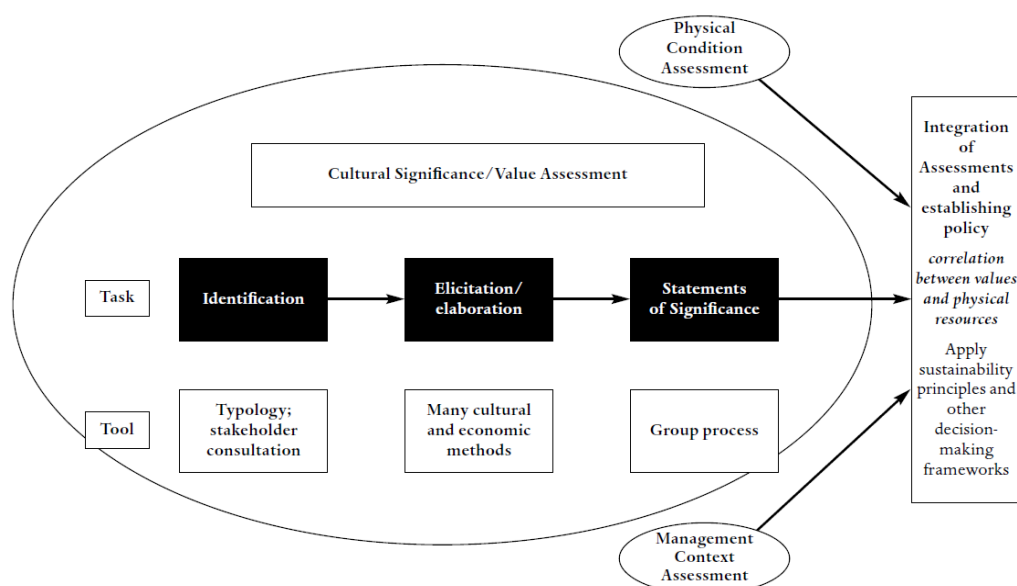 Physical
Condition
Assessment
Cultural Significance/Value Assessment
Task
Identification
Elicitation/
elaboration
Statements
of Significance
Tool
Typology;
stakeholder
consultation
Many cultural
and economic
methods
Group process
Management
Context
Assessment
Integration
of
Assessments
and
establishing
policy
correlation
between values
and physical
resources
Apply
sustainability
principles and
other
decision-
making
frameworks